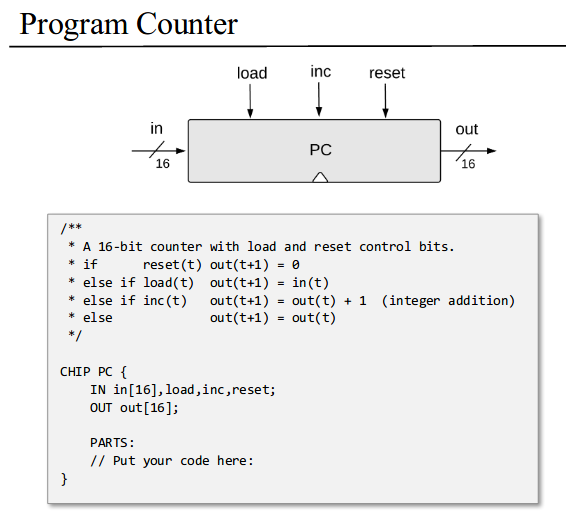 Program Counter
load inc reset
in out
PC
16 16
/**
 * A 16-bit counter with load and reset control bits.
 * if      reset(t) out(t+1) = 0
 * else if load(t)  out(t+1) = in(t)
 * else if inc(t)   out(t+1) = out(t) + 1  (integer addition)
 * else             out(t+1) = out(t)
 */
CHIP PC {
    IN in[16],load,inc,reset;
    OUT out[16];
    PARTS:
    // Put your code here:
}